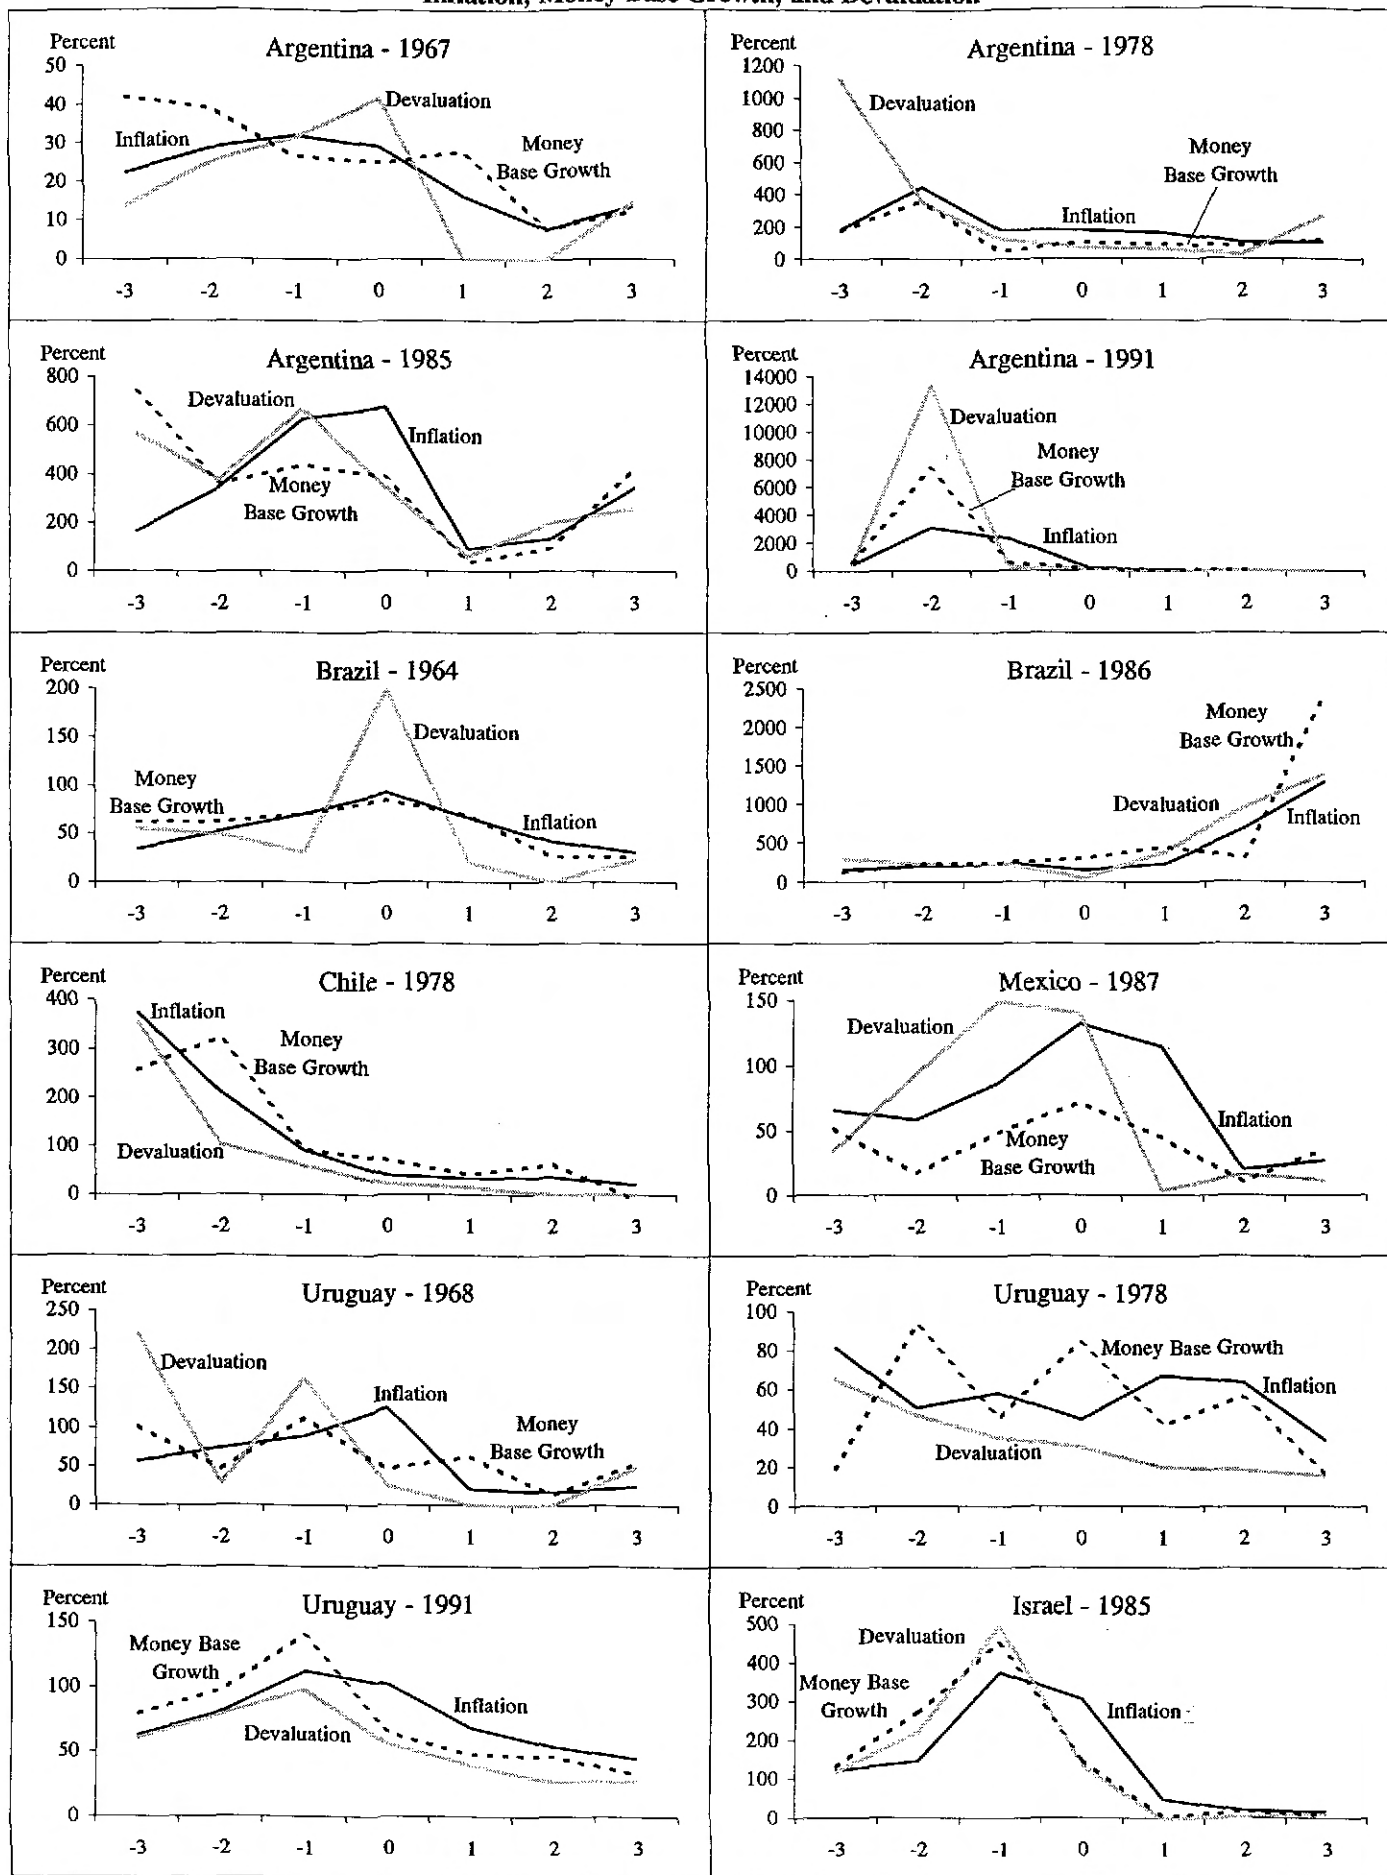 Inflation, Money Base Growth, and Devaluation
Percent
Argentina - 1967
50
40
30
20
10
0
Devaluation
Inflation
Money
Base Growth
-3 -2 -1 0 1 2 3
Percent
Argentina - 1978
1200
1000
800
600
400
200
0
Devaluation
Money
Base Growth
Inflation
-3 -2 -1 0 1 2 3
Percent
Argentina - 1985
800
600
400
200
0
Devaluation
Inflation
Money
Base Growth
-3 -2 -1 0 1 2 3
Percent
Argentina - 1991
14000
12000
10000
8000
6000
4000
2000
0
Devaluation
Money
Base Growth
Inflation
-3 -2 -1 0 1 2 3
Percent
Brazil - 1964
200
150
100
50
0
Devaluation
Money
Base Growth
Inflation
-3 -2 -1 0 1 2 3
Percent
Brazil - 1986
2500
2000
1500
1000
500
0
Money
Base Growth
Devaluation
Inflation
-3 -2 -1 0 1 2 3
Percent
Chile - 1978
400
300
200
100
0
Inflation
Money
Base Growth
Devaluation
-3 -2 -1 0 1 2 3
Percent
Mexico - 1987
150
100
50
0
Devaluation
Inflation
Money
Base Growth
-3 -2 -1 0 1 2 3
Percent
Uruguay - 1968
250
200
150
100
50
0
Devaluation
Inflation
Money
Base Growth
-3 -2 -1 0 1 2 3
Percent
Uruguay - 1978
100
80
60
40
20
0
Money Base Growth
Inflation
Devaluation
-3 -2 -1 0 1 2 3
Percent
Uruguay - 1991
150
100
50
0
Money Base
Growth
Inflation
Devaluation
-3 -2 -1 0 1 2 3
Percent
Israel - 1985
500
400
300
200
100
0
Devaluation
Money Base
Growth
Inflation
-3 -2 -1 0 1 2 3